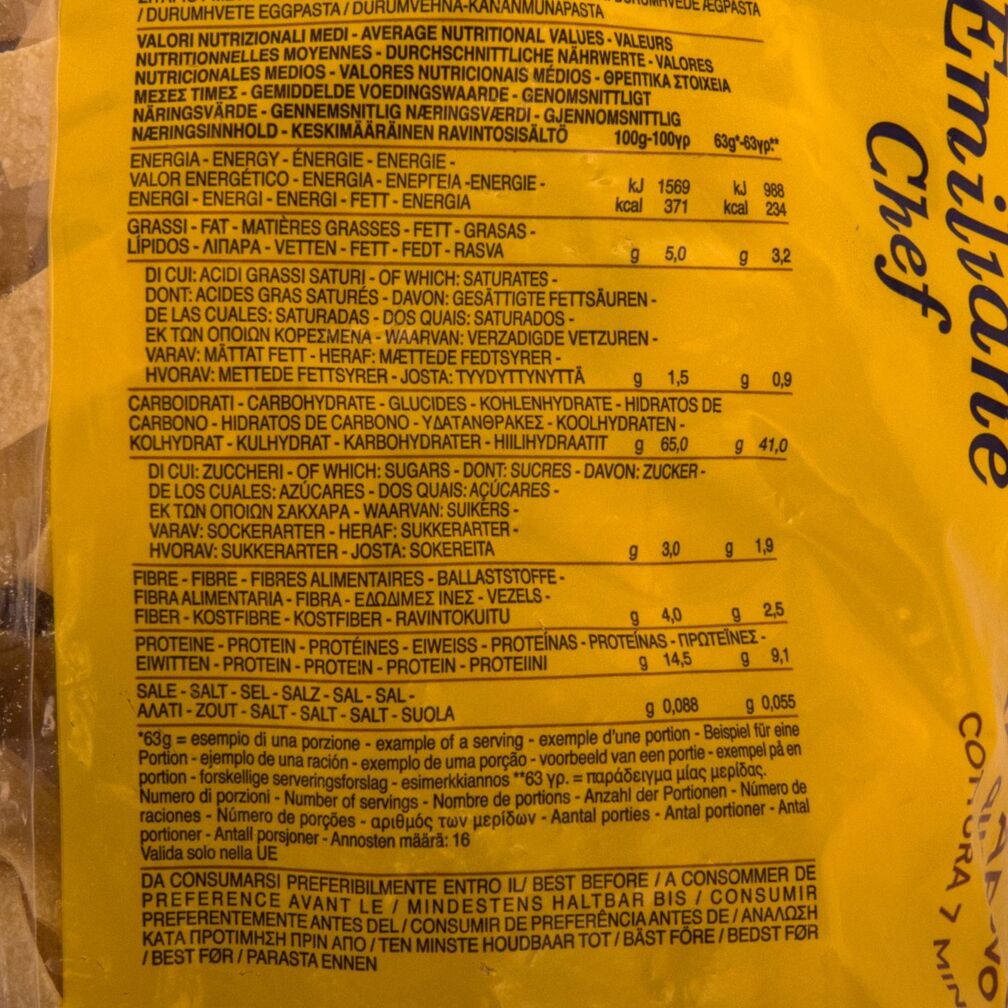 / DURUMHVETE EGGPASTA / DURUMVEHNÄ-KANANMUNAPASTA
VALORI NUTRIZIONALI MEDI - AVERAGE NUTRITIONAL VALUES - VALEURS
NUTRITIONNELLES MOYENNES - DURCHSCHNITTLICHE NÄHRWERTE - VALORES
NUTRICIONALES MEDIOS - VALORES NUTRICIONAIS MÉDIOS - ΘΡΕΠΤΙΚΑ ΣΤΟΙΧΕΙΑ
ΜΕΣΕΣ ΤΙΜΕΣ - GEMIDDELDE VOEDINGSWAARDE - GENOMSNITTLIGT
NÄRINGSVÄRDE - GENNEMSNITLIG NÆRINGSVÆRDI - GJENNOMSNITTLIG
NÆRINGSINNHOLD - KESKIMÄÄRÄINEN RAVINTOSISÄLTÖ 100g-100γρ 63g*-63γρ**
ENERGIA - ENERGY - ÉNERGIE - ENERGIE -
VALOR ENERGÉTICO - ENERGIA - ΕΝΕΡΓΕΙΑ -ENERGIE - kJ 1569 kJ 988
ENERGI - ENERGI - ENERGI - FETT - ENERGIA kcal 371 kcal 234
GRASSI - FAT - MATIÈRES GRASSES - FETT - GRASAS -
LÍPIDOS - ΛΙΠΑΡΑ - VETTEN - FETT - FEDT - RASVA g 5,0 g 3,2
DI CUI: ACIDI GRASSI SATURI - OF WHICH: SATURATES -
DONT: ACIDES GRAS SATURÉS - DAVON: GESÄTTIGTE FETTSÄUREN -
DE LAS CUALES: SATURADAS - DOS QUAIS: SATURADOS -
ΕΚ ΤΩΝ ΟΠΟΙΩΝ ΚΟΡΕΣΜΕΝΑ - WAARVAN: VERZADIGDE VETZUREN -
VARAV: MÄTTAT FETT - HERAF: MÆTTEDE FEDTSYRER -
HVORAV: METTEDE FETTSYRER - JOSTA: TYYDYTTYNYTTÄ g 1,5 g 0,9
CARBOIDRATI - CARBOHYDRATE - GLUCIDES - KOHLENHYDRATE - HIDRATOS DE
CARBONO - HIDRATOS DE CARBONO - ΥΔΑΤΑΝΘΡΑΚΕΣ - KOOLHYDRATEN -
KOLHYDRAT - KULHYDRAT - KARBOHYDRATER - HIILIHYDRAATIT g 65,0 g 41,0
DI CUI: ZUCCHERI - OF WHICH: SUGARS - DONT: SUCRES - DAVON: ZUCKER -
DE LOS CUALES: AZÚCARES - DOS QUAIS: AÇÚCARES -
ΕΚ ΤΩΝ ΟΠΟΙΩΝ ΣΑΚΧΑΡΑ - WAARVAN: SUIKERS -
VARAV: SOCKERARTER - HERAF: SUKKERARTER -
HVORAV: SUKKERARTER - JOSTA: SOKEREITA g 3,0 g 1,9
FIBRE - FIBRE - FIBRES ALIMENTAIRES - BALLASTSTOFFE -
FIBRA ALIMENTARIA - FIBRA - ΕΔΩΔΙΜΕΣ ΙΝΕΣ - VEZELS -
FIBER - KOSTFIBRE - KOSTFIBER - RAVINTOKUITU g 4,0 g 2,5
PROTEINE - PROTEIN - PROTÉINES - EIWEISS - PROTEÍNAS - PROTEÍNAS - ΠΡΩΤΕΪΝΕΣ -
EIWITTEN - PROTEIN - PROTEIN - PROTEIN - PROTEIINI g 14,5 g 9,1
SALE - SALT - SEL - SALZ - SAL - SAL -
ΑΛΑΤΙ - ZOUT - SALT - SALT - SALT - SUOLA g 0,088 g 0,055
*63g = esempio di una porzione - example of a serving - exemple d'une portion - Beispiel für eine
Portion - ejemplo de una ración - exemplo de uma porção - voorbeeld van een portie - exempel på en
portion - forskellige serveringsforslag - esimerkkiannos **63 γρ. = παράδειγμα μίας μερίδας.
Numero di porzioni - Number of servings - Nombre de portions - Anzahl der Portionen - Número de
raciones - Número de porções - αριθμός των μερίδων - Aantal porties - Antal portioner - Antal
portioner - Antall porsjoner - Annosten määrä: 16
Valida solo nella UE
DA CONSUMARSI PREFERIBILMENTE ENTRO IL/ BEST BEFORE / A CONSOMMER DE
PREFERENCE AVANT LE / MINDESTENS HALTBAR BIS / CONSUMIR
PREFERENTEMENTE ANTES DEL / CONSUMIR DE PREFERÊNCIA ANTES DE / ΑΝΑΛΩΣΗ
ΚΑΤΑ ΠΡΟΤΙΜΗΣΗ ΠΡΙΝ ΑΠΟ / TEN MINSTE HOUDBAAR TOT / BÄST FÖRE / BEDST FØR
/ BEST FØR / PARASTA ENNEN
Emiliane
Chef
COTTURA 7 MIN